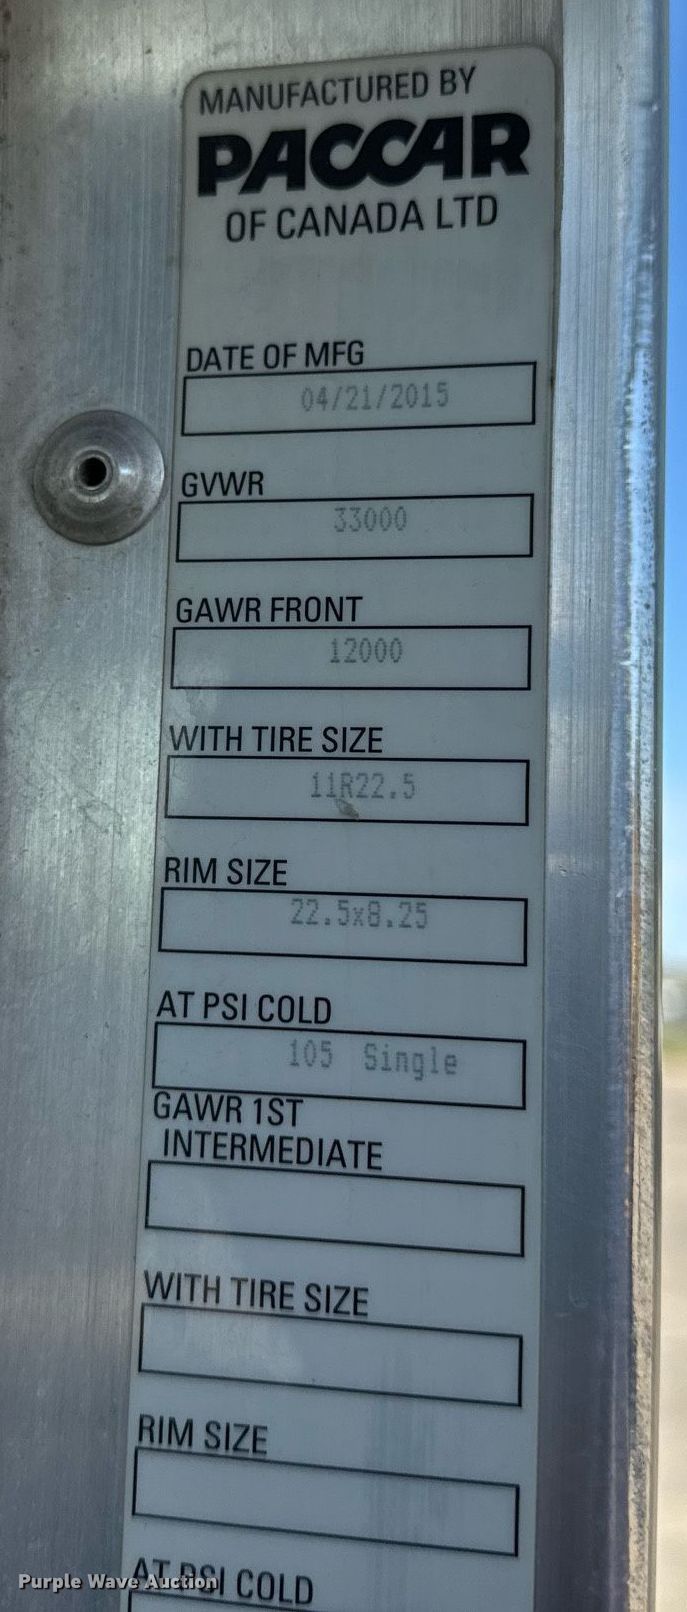 MANUFACTURED BY
PACCAR
OF CANADA LTD
DATE OF MFG
04/21/2015
GVWR
33000
GAWR FRONT
12000
WITH TIRE SIZE
11R22.5
RIM SIZE
22.5x8.25
AT PSI COLD
105 Single
GAWR 1ST
INTERMEDIATE
WITH TIRE SIZE
RIM SIZE
AT PSI COLD
Purple Wave Auction